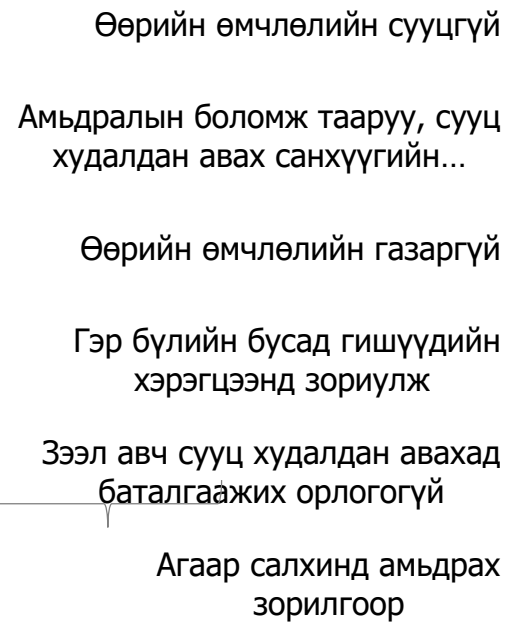 Өөрийн өмчлөлийн сууцгүй
Амьдралын боломж тааруу, сууц
худалдан авах санхүүгийн...
Өөрийн өмчлөлийн газаргүй
Гэр бүлийн бусад гишүүдийн
хэрэгцээнд зориулж
Зээл авч сууц худалдан авахад
баталгаажих орлогогүй
Агаар салхинд амьдрах
зорилгоор